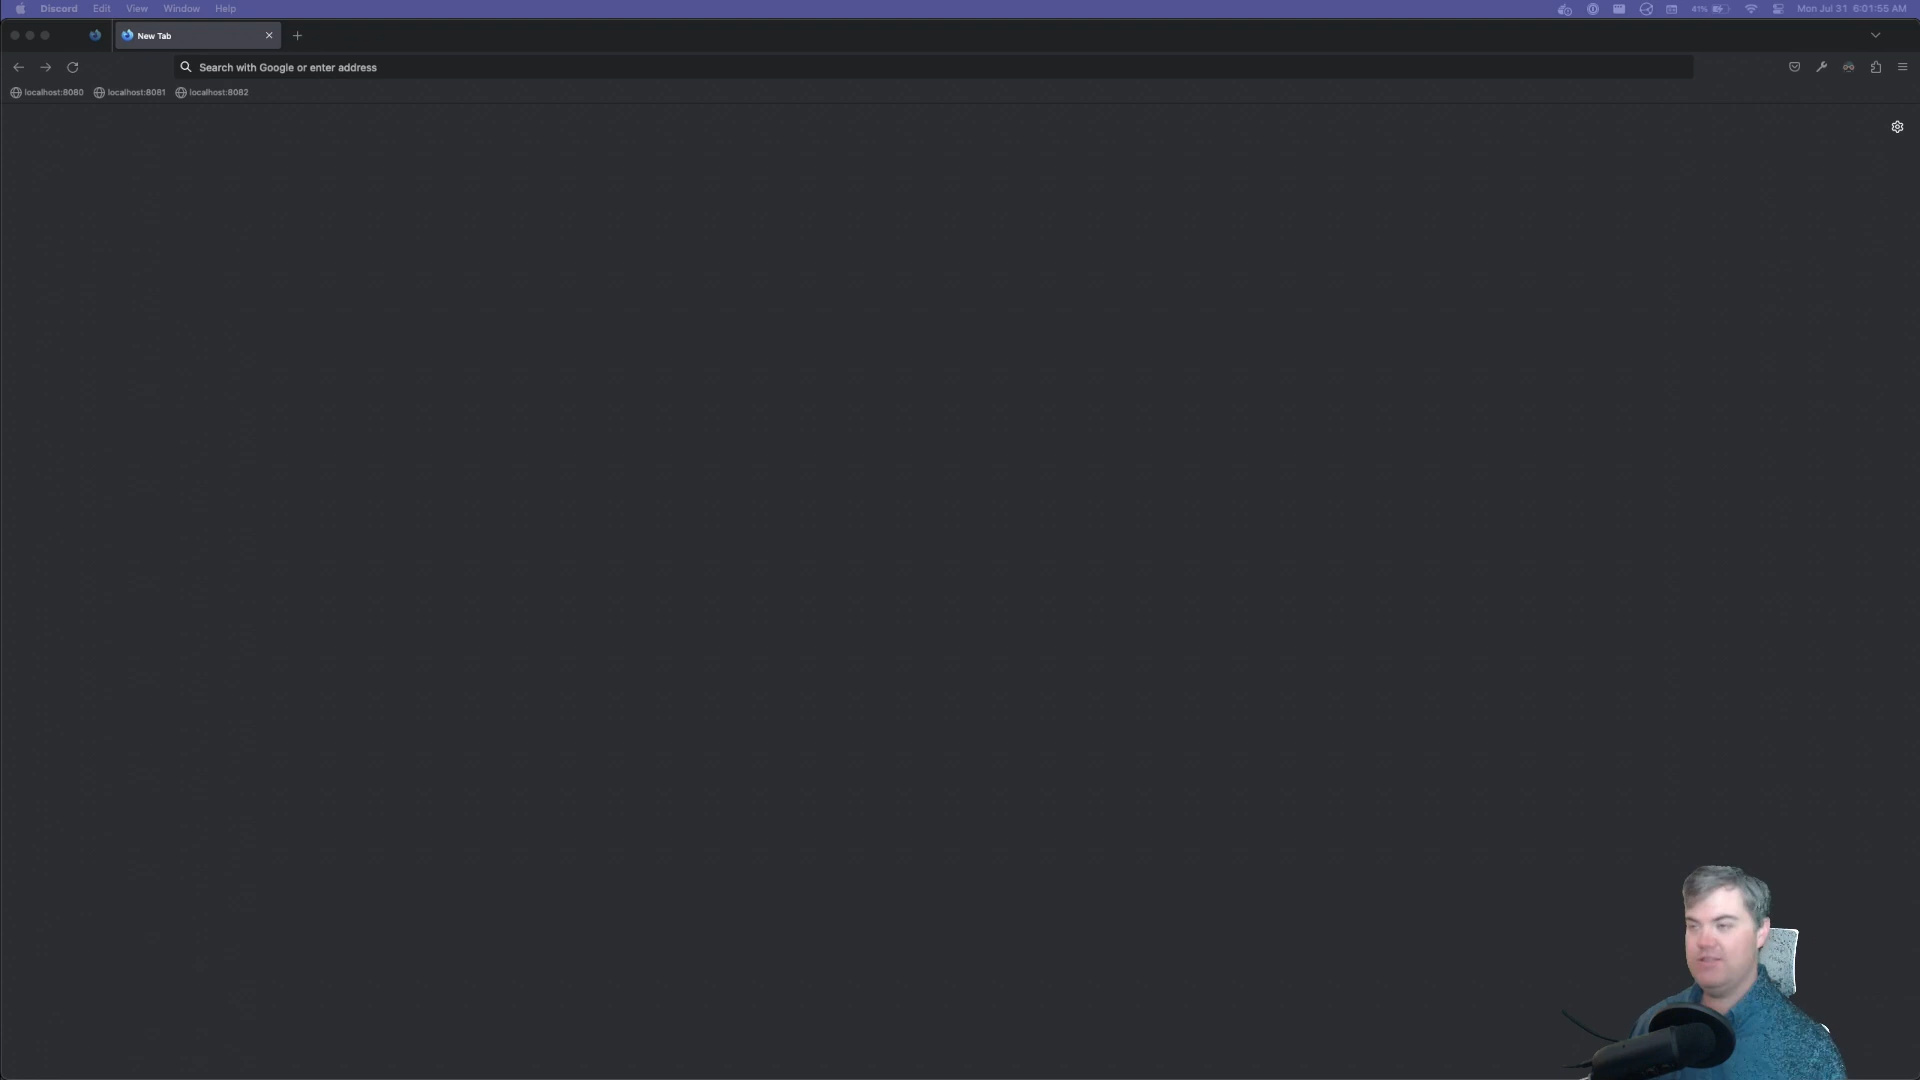 Discord Edit View Window Help 41% Mon Jul 31 6:01:55 AM
New Tab
Search with Google or enter address
localhost:8080 localhost:8081 localhost:8082